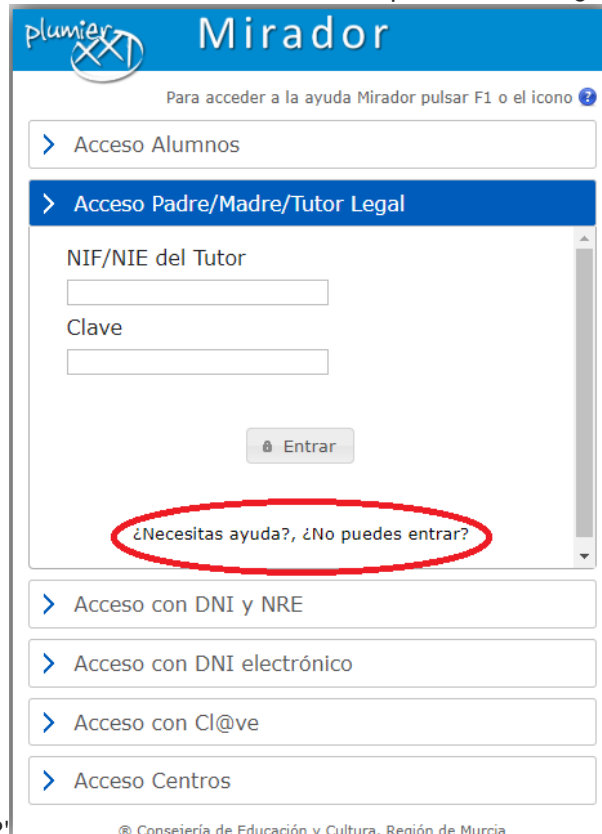 plumier XXI
Mirador
Para acceder a la ayuda Mirador pulsar F1 o el icono ?
Acceso Alumnos
Acceso Padre/Madre/Tutor Legal
NIF/NIE del Tutor
Clave
Entrar
¿Necesitas ayuda?, ¿No puedes entrar?
Acceso con DNI y NRE
Acceso con DNI electrónico
Acceso con Cl@ve
Acceso Centros
® Consejería de Educación y Cultura. Región de Murcia